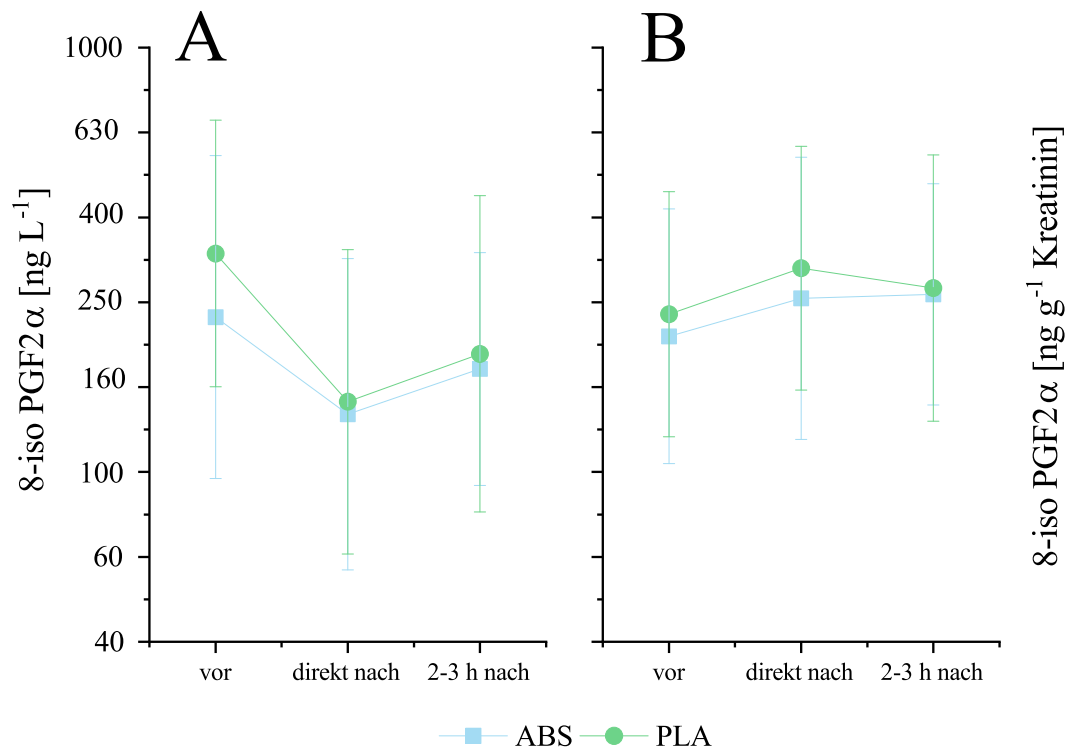 A
B
1000
630
400
250
160
100
60
40
8-iso PGF2α [ng L⁻¹]
8-iso PGF2α [ng g⁻¹ Kreatinin]
vor
direkt nach
2-3 h nach
vor
direkt nach
2-3 h nach
ABS
PLA